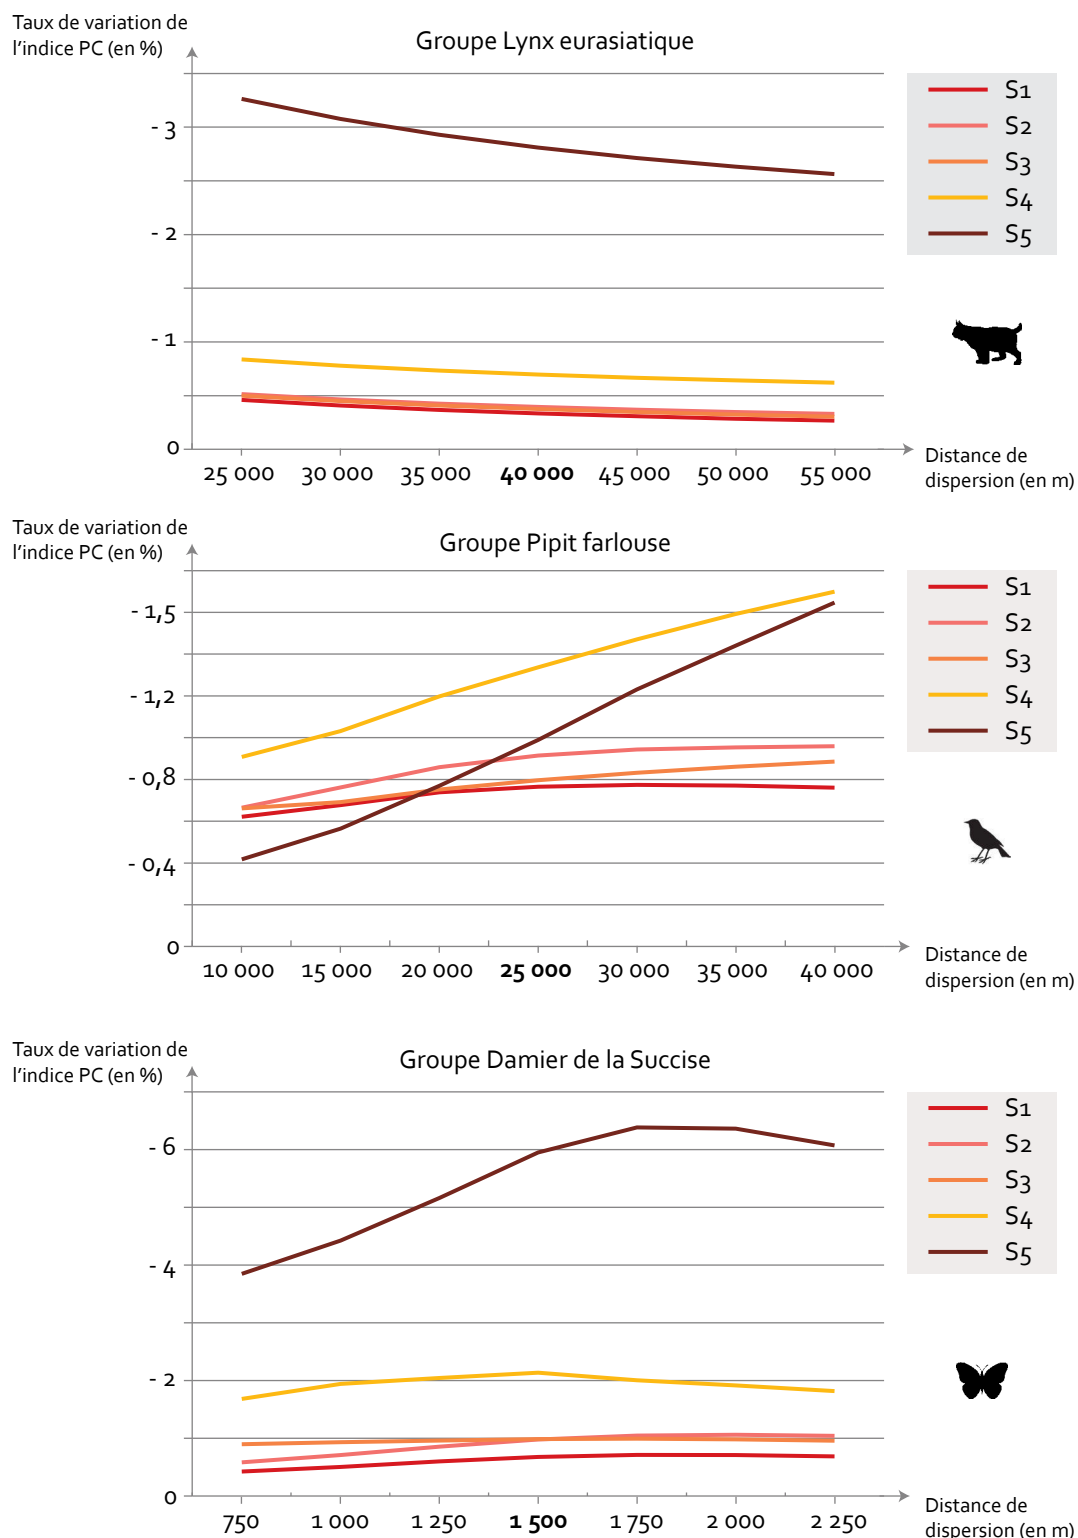 Taux de variation de
l'indice PC (en %)
Groupe Lynx eurasiatique
S1
S2
S3
S4
S5
- 3
- 2
- 1
0
25 000 30 000 35 000 40 000 45 000 50 000 55 000
Distance de
dispersion (en m)
Taux de variation de
l'indice PC (en %)
Groupe Pipit farlouse
S1
S2
S3
S4
S5
- 1,5
- 1,2
- 0,8
- 0,4
0
10 000 15 000 20 000 25 000 30 000 35 000 40 000
Distance de
dispersion (en m)
Taux de variation de
l'indice PC (en %)
Groupe Damier de la Succise
S1
S2
S3
S4
S5
- 6
- 4
- 2
0
750 1 000 1 250 1 500 1 750 2 000 2 250
Distance de
dispersion (en m)